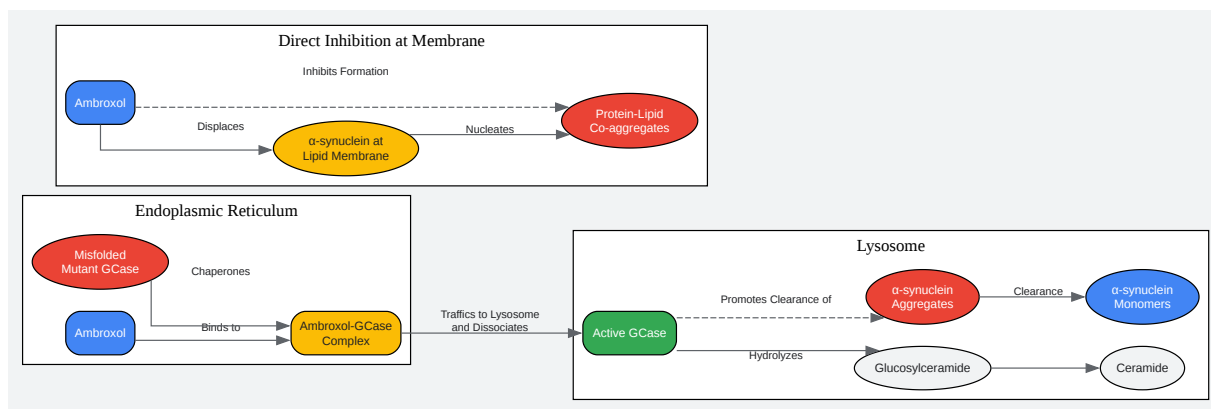 Direct Inhibition at Membrane
Inhibits Formation
Ambroxol
Displaces
α-synuclein at
Lipid Membrane
Nucleates
Protein-Lipid
Co-aggregates
Endoplasmic Reticulum
Misfolded
Mutant GCase
Chaperones
Ambroxol
Binds to
Ambroxol-GCase
Complex
Traffics to Lysosome
and Dissociates
Lysosome
Active GCase
Promotes Clearance of
α-synuclein
Aggregates
Clearance
α-synuclein
Monomers
Hydrolyzes
Glucosylceramide
Ceramide